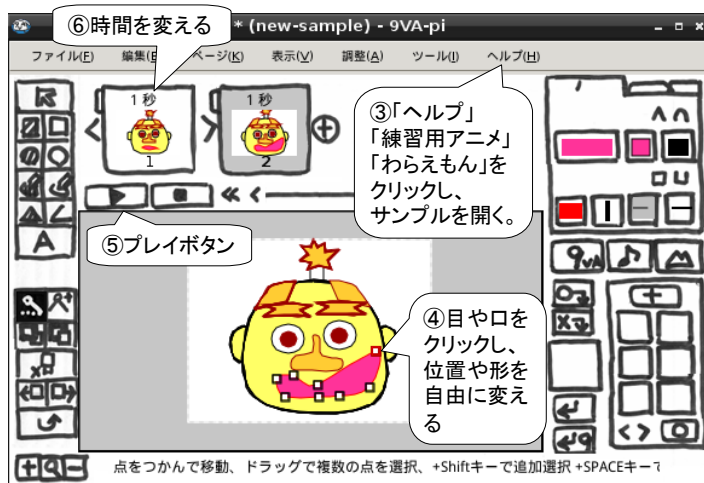 ⑥時間を変える
* (new-sample) - 9VA-pi
ファイル(F) 編集(E) ページ(K) 表示(V) 調整(A) ツール(I) ヘルプ(H)
1 秒
1
1 秒
2
③「ヘルプ」
「練習用アニメ」
「わらえもん」を
クリックし、
サンプルを開く。
⑤プレイボタン
A
9VA
④目や口を
クリックし、
位置や形を
自由に変え
る
点をつかんで移動、ドラッグで複数の点を選択、+Shiftキーで追加選択 +SPACEキーで